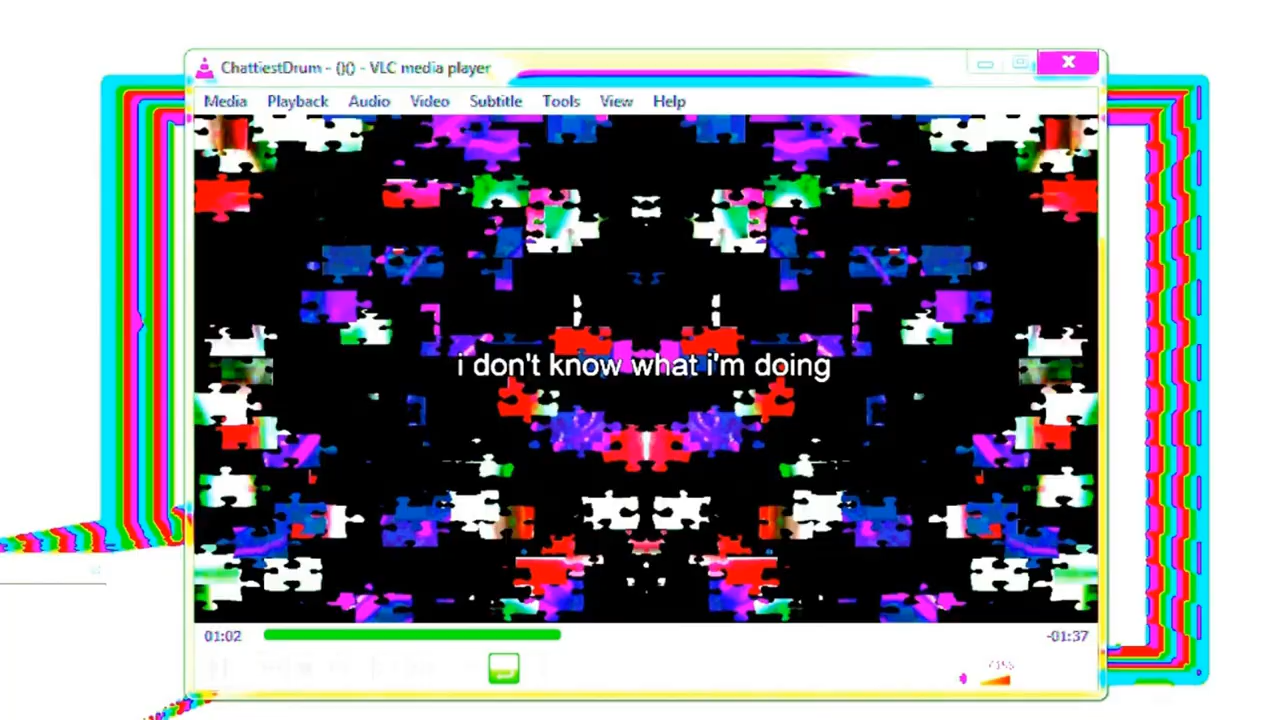 ChattiestDrum - ()() - VLC media player
Media Playback Audio Video Subtitle Tools View Help
i don't know what i'm doing
01:02 -01:37